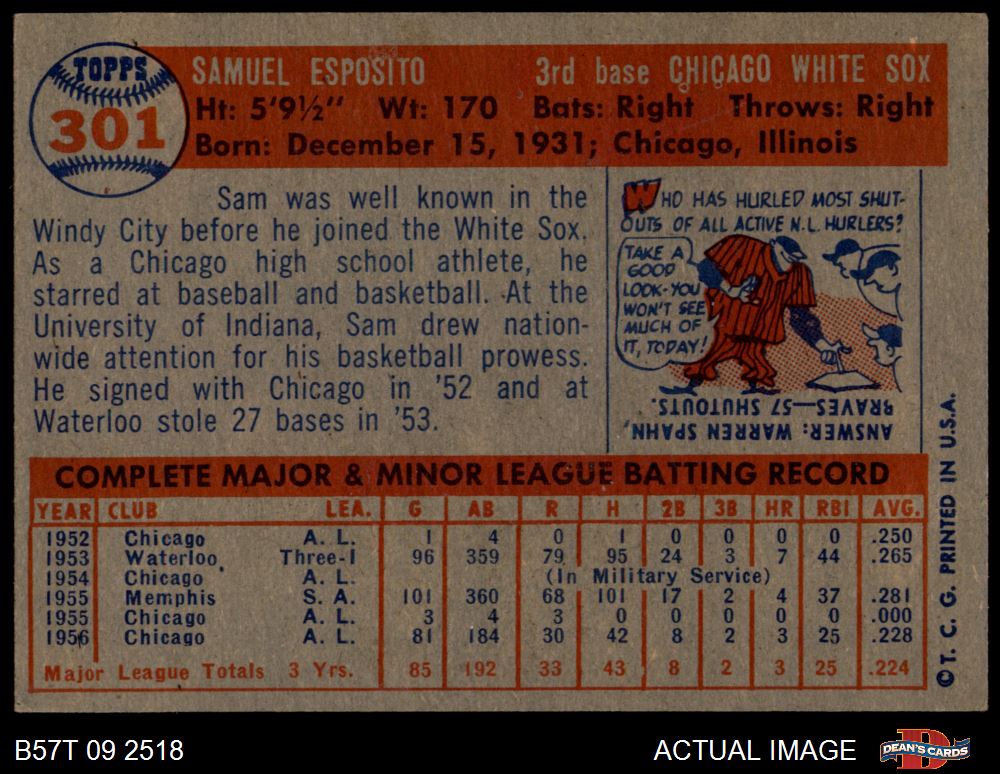 TOPPS
301
SAMUEL ESPOSITO 3rd base CHICAGO WHITE SOX
Ht: 5'9½" Wt: 170 Bats: Right Throws: Right
Born: December 15, 1931; Chicago, Illinois
Sam was well known in the
Windy City before he joined the White Sox.
As a Chicago high school athlete, he
starred at baseball and basketball. At the
University of Indiana, Sam drew nation-
wide attention for his basketball prowess.
He signed with Chicago in '52 and at
Waterloo stole 27 bases in '53.
WHO HAS HURLED MOST SHUT-
OUTS OF ALL ACTIVE N.L. HURLERS?
TAKE A
GOOD
LOOK-YOU
WON'T SEE
MUCH OF
IT, TODAY!
ANSWER: WARREN SPAHN,
BRAVES—57 SHUTOUTS.
COMPLETE MAJOR & MINOR LEAGUE BATTING RECORD
YEAR CLUB LEA. G AB R H 2B 3B HR RBI AVG.
1952 Chicago A. L. 1 4 0 1 0 0 0 0 .250
1953 Waterloo, Three-I 96 359 79 95 24 3 7 44 .265
1954 Chicago A. L. (In Military Service)
1955 Memphis S. A. 101 360 68 101 17 2 4 37 .281
1955 Chicago A. L. 3 4 3 0 0 0 0 0 .000
1956 Chicago A. L. 81 184 30 42 8 2 3 25 .228
Major League Totals 3 Yrs. 85 192 33 43 8 2 3 25 .224
© T. C. G. PRINTED IN U.S.A.
B57T 09 2518 ACTUAL IMAGE DEAN'S CARDS